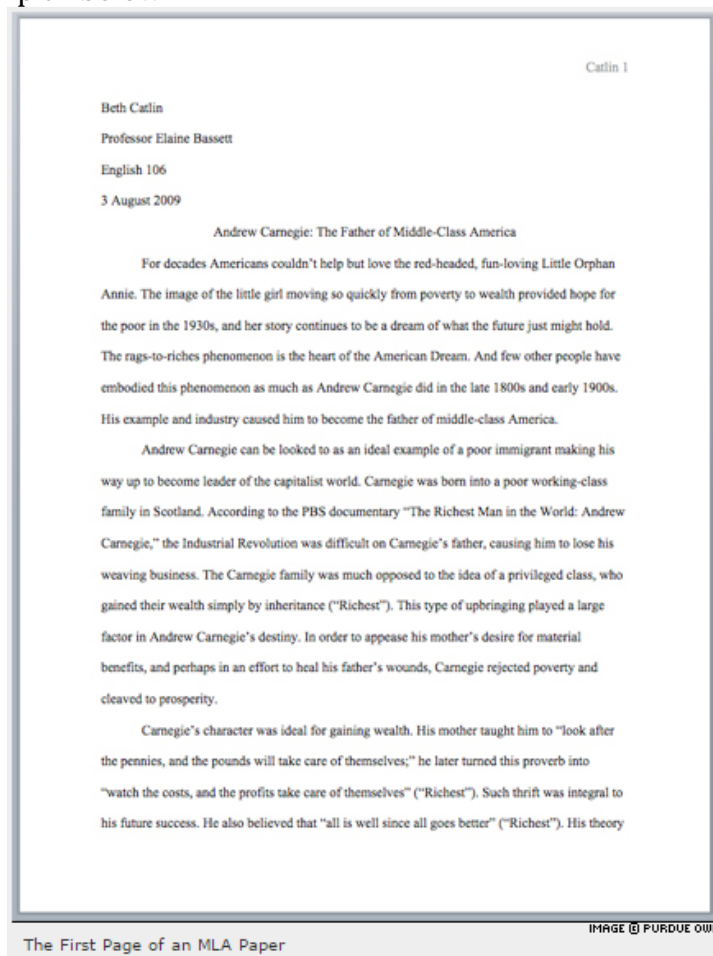 Catlin 1
Beth Catlin
Professor Elaine Bassett
English 106
3 August 2009
Andrew Carnegie: The Father of Middle-Class America
For decades Americans couldn't help but love the red-headed, fun-loving Little Orphan
Annie. The image of the little girl moving so quickly from poverty to wealth provided hope for
the poor in the 1930s, and her story continues to be a dream of what the future just might hold.
The rags-to-riches phenomenon is the heart of the American Dream. And few other people have
embodied this phenomenon as much as Andrew Carnegie did in the late 1800s and early 1900s.
His example and industry caused him to become the father of middle-class America.
Andrew Carnegie can be looked to as an ideal example of a poor immigrant making his
way up to become leader of the capitalist world. Carnegie was born into a poor working-class
family in Scotland. According to the PBS documentary “The Richest Man in the World: Andrew
Carnegie,” the Industrial Revolution was difficult on Carnegie's father, causing him to lose his
weaving business. The Carnegie family was much opposed to the idea of a privileged class, who
gained their wealth simply by inheritance (“Richest”). This type of upbringing played a large
factor in Andrew Carnegie's destiny. In order to appease his mother's desire for material
benefits, and perhaps in an effort to heal his father's wounds, Carnegie rejected poverty and
cleaved to prosperity.
Carnegie's character was ideal for gaining wealth. His mother taught him to “look after
the pennies, and the pounds will take care of themselves;” he later turned this proverb into
“watch the costs, and the profits take care of themselves” (“Richest”). Such thrift was integral to
his future success. He also believed that “all is well since all goes better” (“Richest”). His theory
IMAGE © PURDUE OW
The First Page of an MLA Paper